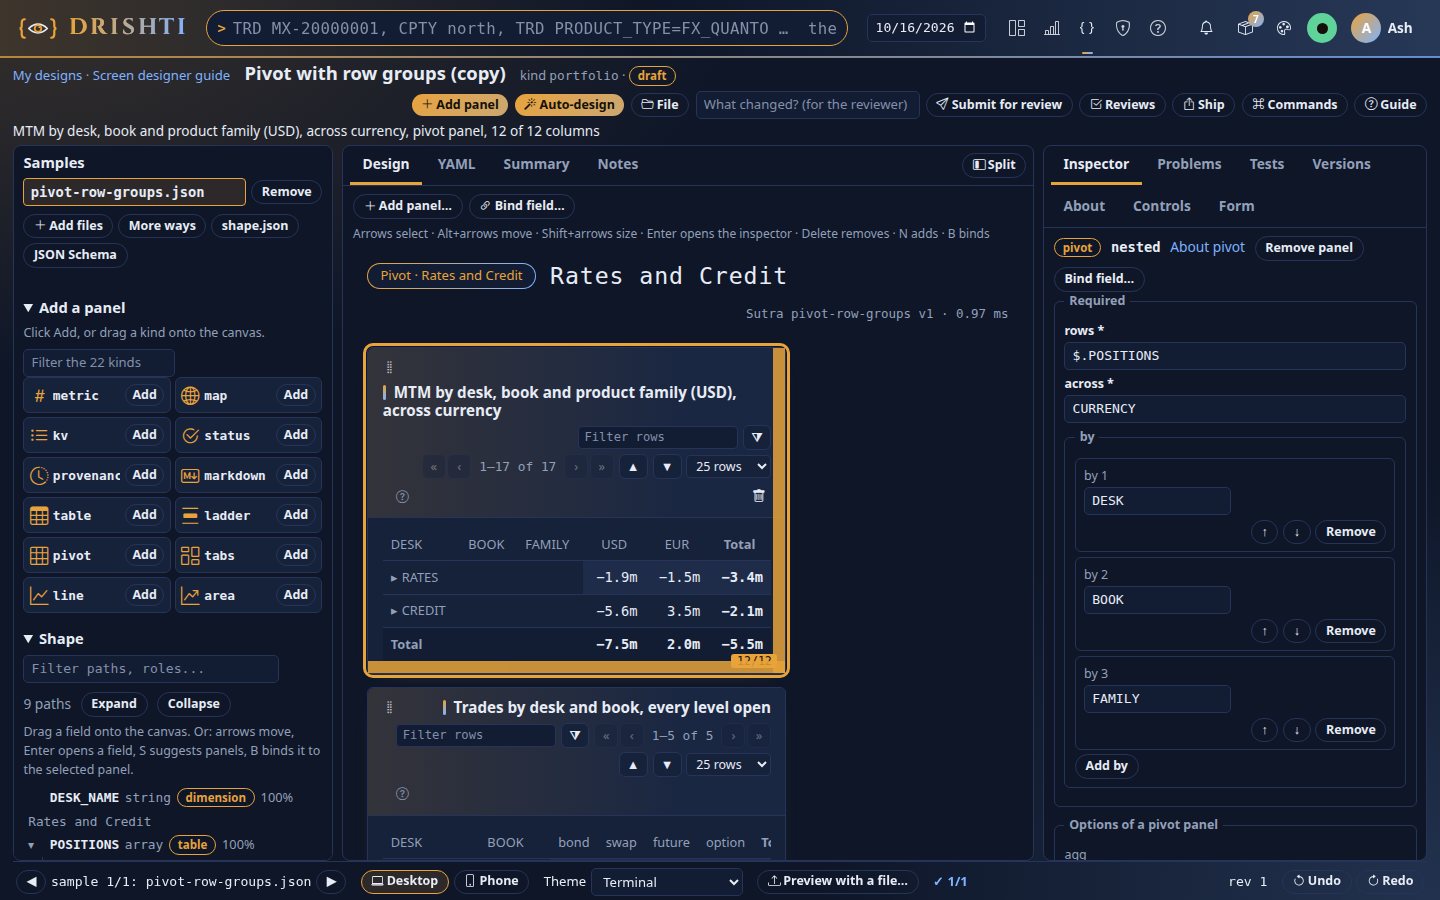 DRISHTI
> TRD MX-20000001, CPTY north, TRD PRODUCT_TYPE=FX_QUANTO … the
10/16/2026
7
A Ash
My designs · Screen designer guide Pivot with row groups (copy) kind portfolio · draft
Add panel Auto-design File What changed? (for the reviewer) Submit for review Reviews Ship Commands Guide
MTM by desk, book and product family (USD), across currency, pivot panel, 12 of 12 columns
Samples
pivot-row-groups.json Remove
Add files More ways shape.json
JSON Schema
▼ Add a panel
Click Add, or drag a kind onto the canvas.
Filter the 22 kinds
metric Add map Add
kv Add status Add
provenanc Add markdown Add
table Add ladder Add
pivot Add tabs Add
line Add area Add
▼ Shape
Filter paths, roles...
9 paths Expand Collapse
Drag a field onto the canvas. Or: arrows move,
Enter opens a field, S suggests panels, B binds it to
the selected panel.
DESK_NAME string dimension 100%
Rates and Credit
▾ POSITIONS array table 100%
Design YAML Summary Notes Split
+ Add panel... Bind field...
Arrows select · Alt+arrows move · Shift+arrows size · Enter opens the inspector · Delete removes · N adds · B binds
Pivot · Rates and Credit Rates and Credit
Sutra pivot-row-groups v1 · 0.97 ms
MTM by desk, book and product family (USD),
across currency
Filter rows
« ‹ 1–17 of 17 › » ▲ ▼ 25 rows
?
DESK BOOK FAMILY USD EUR Total
▸ RATES −1.9m −1.5m −3.4m
▸ CREDIT −5.6m 3.5m −2.1m
Total −7.5m 2.0m −5.5m
12/12
Trades by desk and book, every level open
Filter rows « ‹ 1–5 of 5 › »
▲ ▼ 25 rows
?
DESK BOOK bond swap future option
Inspector Problems Tests Versions
About Controls Form
pivot nested About pivot Remove panel
Bind field...
Required
rows *
$.POSITIONS
across *
CURRENCY
by
by 1
DESK
↑ ↓ Remove
by 2
BOOK
↑ ↓ Remove
by 3
FAMILY
↑ ↓ Remove
Add by
Options of a pivot panel
agg
◀ sample 1/1: pivot-row-groups.json ▶ Desktop Phone Theme Terminal Preview with a file... ✓ 1/1 rev 1 Undo Redo